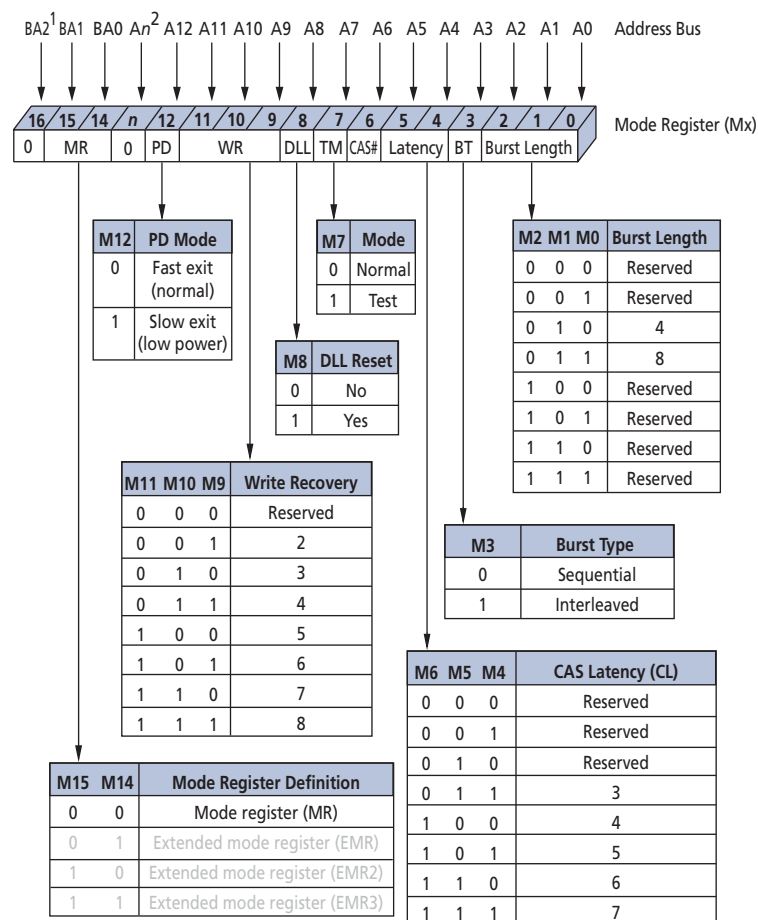 BA2¹ BA1 BA0 An² A12 A11 A10 A9 A8 A7 A6 A5 A4 A3 A2 A1 A0 Address Bus
16 15 14 n 12 11 10 9 8 7 6 5 4 3 2 1 0 Mode Register (Mx)
0 MR 0 PD WR DLL TM CAS# Latency BT Burst Length
M12 PD Mode
0 Fast exit
(normal)
1 Slow exit
(low power)
M7 Mode
0 Normal
1 Test
M2 M1 M0 Burst Length
0 0 0 Reserved
0 0 1 Reserved
0 1 0 4
0 1 1 8
1 0 0 Reserved
1 0 1 Reserved
1 1 0 Reserved
1 1 1 Reserved
M8 DLL Reset
0 No
1 Yes
M11 M10 M9 Write Recovery
0 0 0 Reserved
0 0 1 2
0 1 0 3
0 1 1 4
1 0 0 5
1 0 1 6
1 1 0 7
1 1 1 8
M3 Burst Type
0 Sequential
1 Interleaved
M6 M5 M4 CAS Latency (CL)
0 0 0 Reserved
0 0 1 Reserved
0 1 0 Reserved
0 1 1 3
1 0 0 4
1 0 1 5
1 1 0 6
1 1 1 7
M15 M14 Mode Register Definition
0 0 Mode register (MR)
0 1 Extended mode register (EMR)
1 0 Extended mode register (EMR2)
1 1 Extended mode register (EMR3)